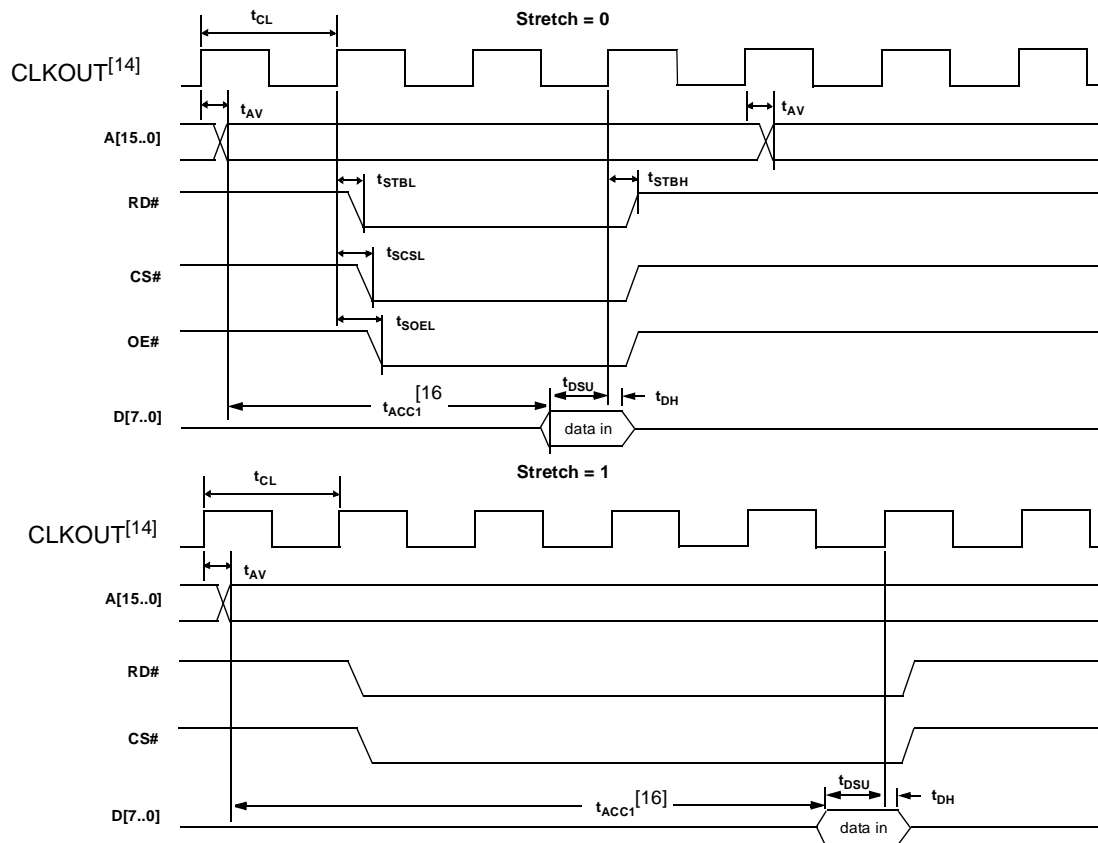 Stretch = 0
tCL
CLKOUT[14]
tAV
tAV
A[15..0]
tSTBL
tSTBH
RD#
tSCSL
CS#
tSOEL
OE#
tACC1[16
tDSU
tDH
D[7..0]
data in
Stretch = 1
tCL
CLKOUT[14]
tAV
A[15..0]
RD#
CS#
tDSU
tACC1[16]
tDH
D[7..0]
data in